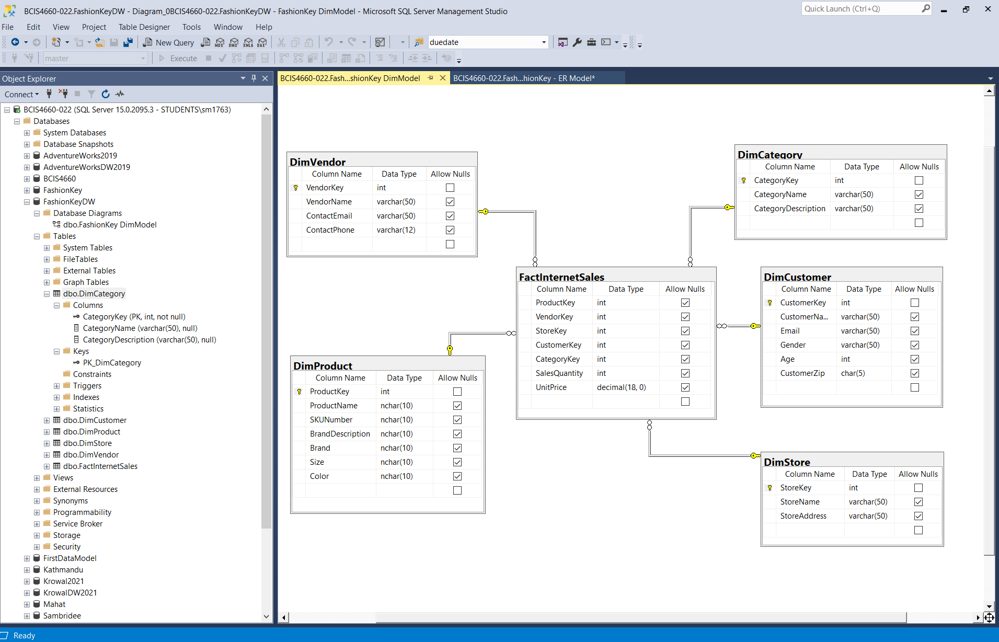 BCIS4660-022.FashionKeyDW - Diagram_0BCIS4660-022.FashionKeyDW - FashionKey DimModel - Microsoft SQL Server Management Studio
Quick Launch (Ctrl+Q)
File Edit View Project Table Designer Tools Window Help
New Query MDX DMX XMLA DAX duedate
master Execute
Object Explorer
Connect
BCIS4660-022 (SQL Server 15.0.2095.3 - STUDENTS\sm1763)
Databases
System Databases
Database Snapshots
AdventureWorks2019
AdventureWorksDW2019
BCIS4660
FashionKey
FashionKeyDW
Database Diagrams
dbo.FashionKey DimModel
Tables
System Tables
FileTables
External Tables
Graph Tables
dbo.DimCategory
Columns
CategoryKey (PK, int, not null)
CategoryName (varchar(50), null)
CategoryDescription (varchar(50), null)
Keys
PK_DimCategory
Constraints
Triggers
Indexes
Statistics
dbo.DimCustomer
dbo.DimProduct
dbo.DimStore
dbo.DimVendor
dbo.FactInternetSales
Views
External Resources
Synonyms
Programmability
Service Broker
Storage
Security
FirstDataModel
Kathmandu
Krowal2021
KrowalDW2021
Mahat
Sambridee
BCIS4660-022.Fash...shionKey DimModel
BCIS4660-022.Fash...hionKey - ER Model*
DimVendor
Column Name Data Type Allow Nulls
VendorKey int
VendorName varchar(50)
ContactEmail varchar(50)
ContactPhone varchar(12)
DimCategory
Column Name Data Type Allow Nulls
CategoryKey int
CategoryName varchar(50)
CategoryDescription varchar(50)
FactInternetSales
Column Name Data Type Allow Nulls
ProductKey int
VendorKey int
StoreKey int
CustomerKey int
CategoryKey int
SalesQuantity int
UnitPrice decimal(18, 0)
DimCustomer
Column Name Data Type Allow Nulls
CustomerKey int
CustomerNa... varchar(50)
Email varchar(50)
Gender varchar(50)
Age int
CustomerZip char(5)
DimProduct
Column Name Data Type Allow Nulls
ProductKey int
ProductName nchar(10)
SKUNumber nchar(10)
BrandDescription nchar(10)
Brand nchar(10)
Size nchar(10)
Color nchar(10)
DimStore
Column Name Data Type Allow Nulls
StoreKey int
StoreName varchar(50)
StoreAddress varchar(50)
Ready